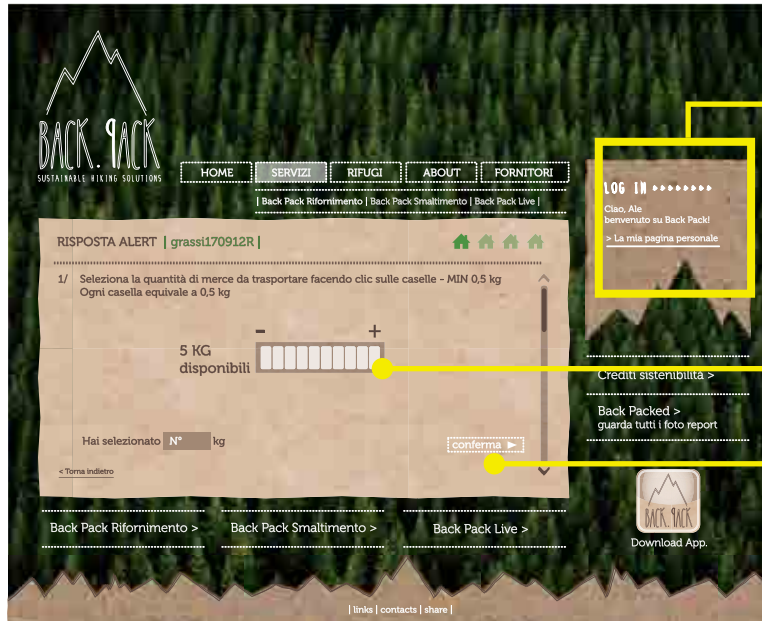 BACK.PACK
SUSTAINABLE HIKING SOLUTIONS
HOME
SERVIZI
RIFUGI
ABOUT
FORNITORI
| Back Pack Rifornimento | Back Pack Smaltimento | Back Pack Live |
LOG IN
Ciao, Ale
benvenuto su Back Pack!
> La mia pagina personale
RISPOSTA ALERT | grassi170912R |
1/ Seleziona la quantità di merce da trasportare facendo clic sulle caselle - MIN 0,5 kg
Ogni casella equivale a 0,5 kg
- +
5 KG
disponibili
Hai selezionato N° kg
conferma ►
< Torna indietro
Crediti sistenibilità >
Back Packed >
guarda tutti i foto report
BACK.PACK
Download App.
Back Pack Rifornimento >
Back Pack Smaltimento >
Back Pack Live >
| links | contacts | share |